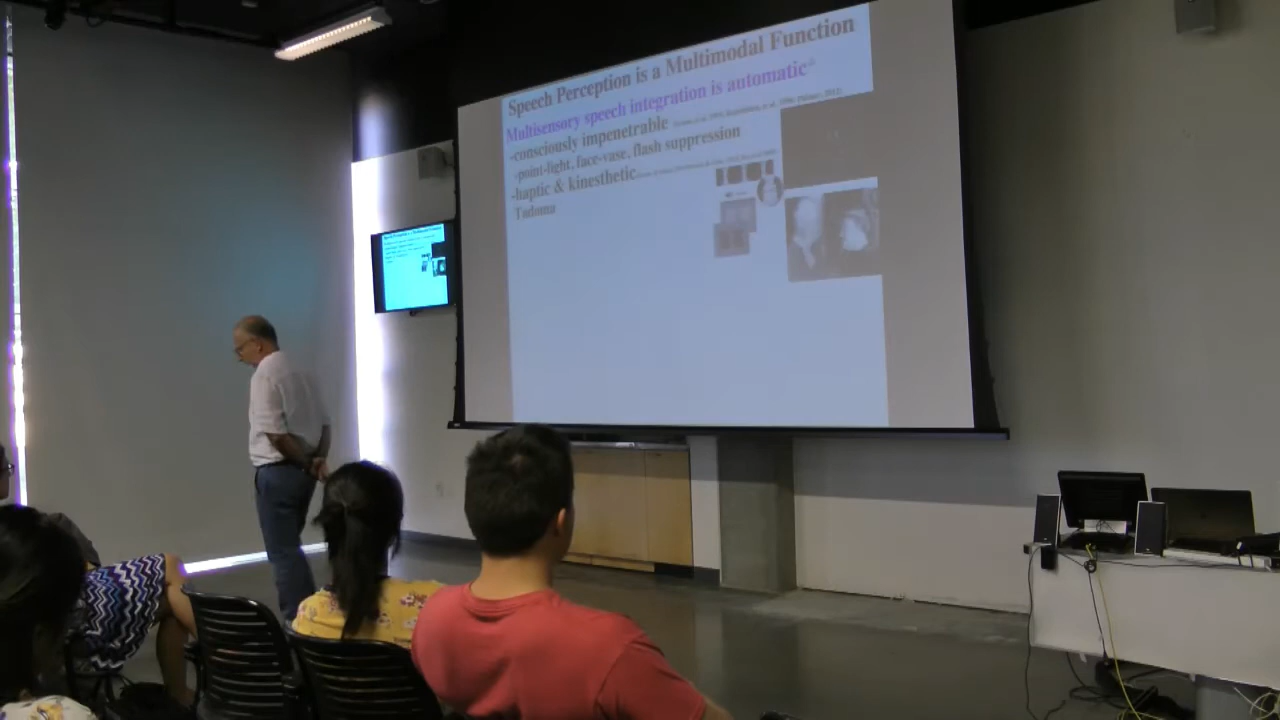 Speech Perception is a Multimodal Function
Multisensory speech integration is automatic*
-consciously impenetrable
-point-light, face-vase, flash suppression
-haptic & kinesthetic
Tadoma